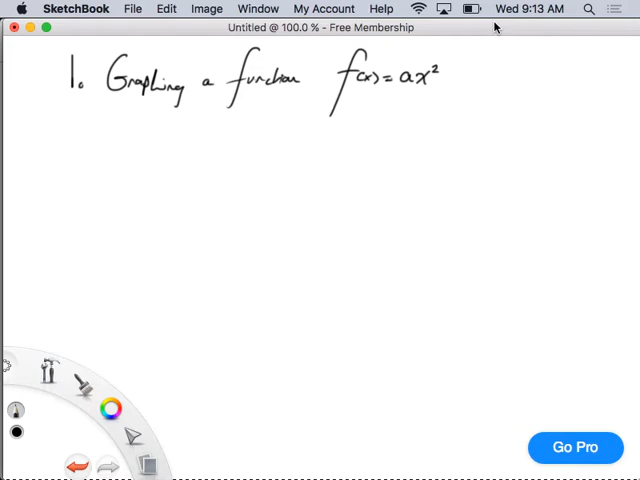 SketchBook File Edit Image Window My Account Help Wed 9:13 AM
Untitled @ 100.0 % - Free Membership
1. Graphing a function f(x) = ax²
Go Pro